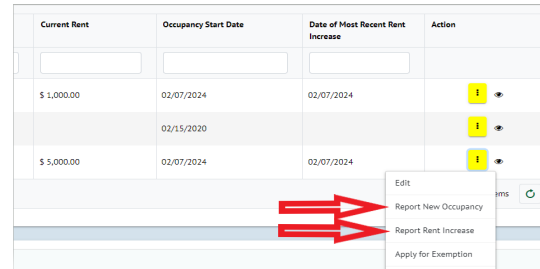 Current Rent Occupancy Start Date Date of Most Recent Rent Action
Increase
$ 1,000.00 02/07/2024 02/07/2024
02/15/2020
$ 5,000.00 02/07/2024 02/07/2024
Edit
ems
Report New Occupancy
Report Rent Increase
Apply for Exemption